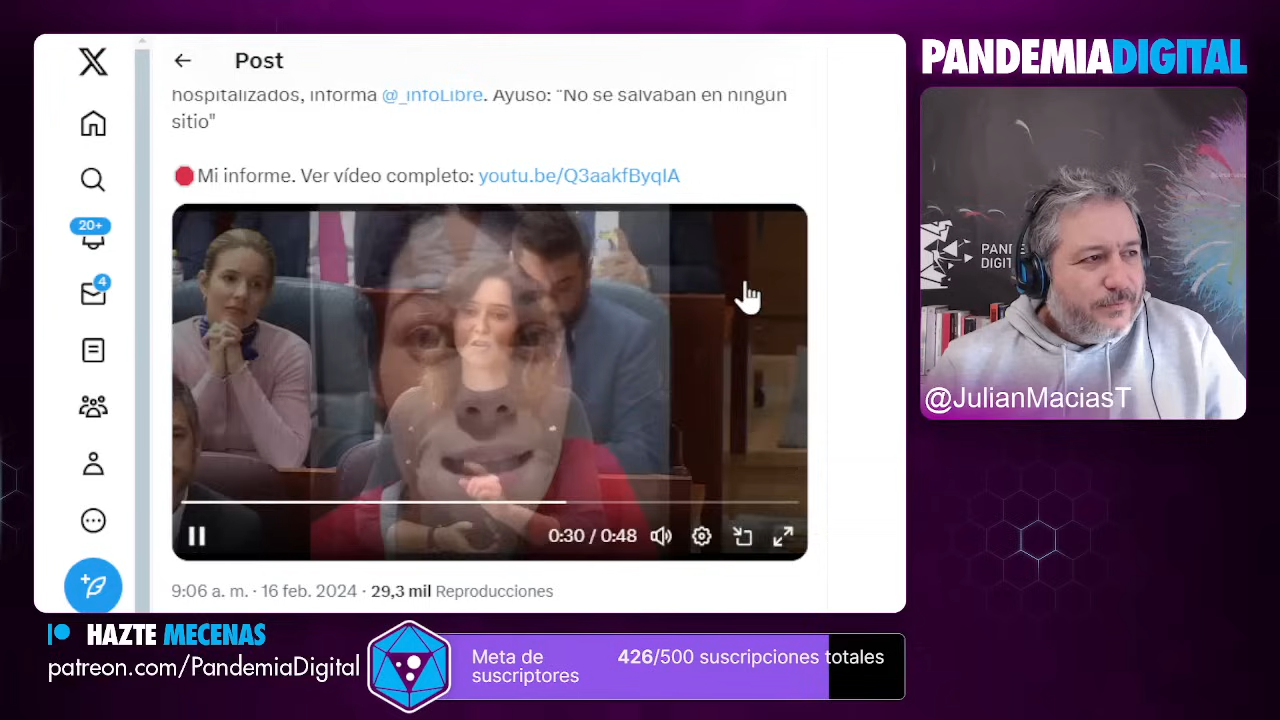 Post
hospitalizados, informa @_infoLibre. Ayuso: "No se salvaban en ningún
sitio"
Mi informe. Ver vídeo completo: youtu.be/Q3aakfByqIA
20+
4
0:30 / 0:48
9:06 a. m. · 16 feb. 2024 · 29,3 mil Reproducciones
PANDEMIADIGITAL
PANDE
DIGIT
@JulianMaciasT
HAZTE MECENAS
patreon.com/PandemiaDigital
Meta de
suscriptores
426/500 suscripciones totales